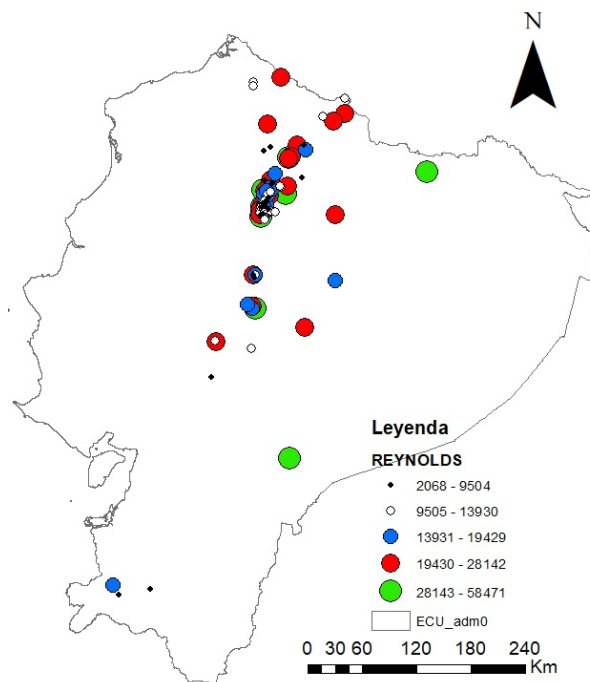 N
Leyenda
REYNOLDS
2068 - 9504
9505 - 13930
13931 - 19429
19430 - 28142
28143 - 58471
ECU_adm0
0 30 60 120 180 240
Km